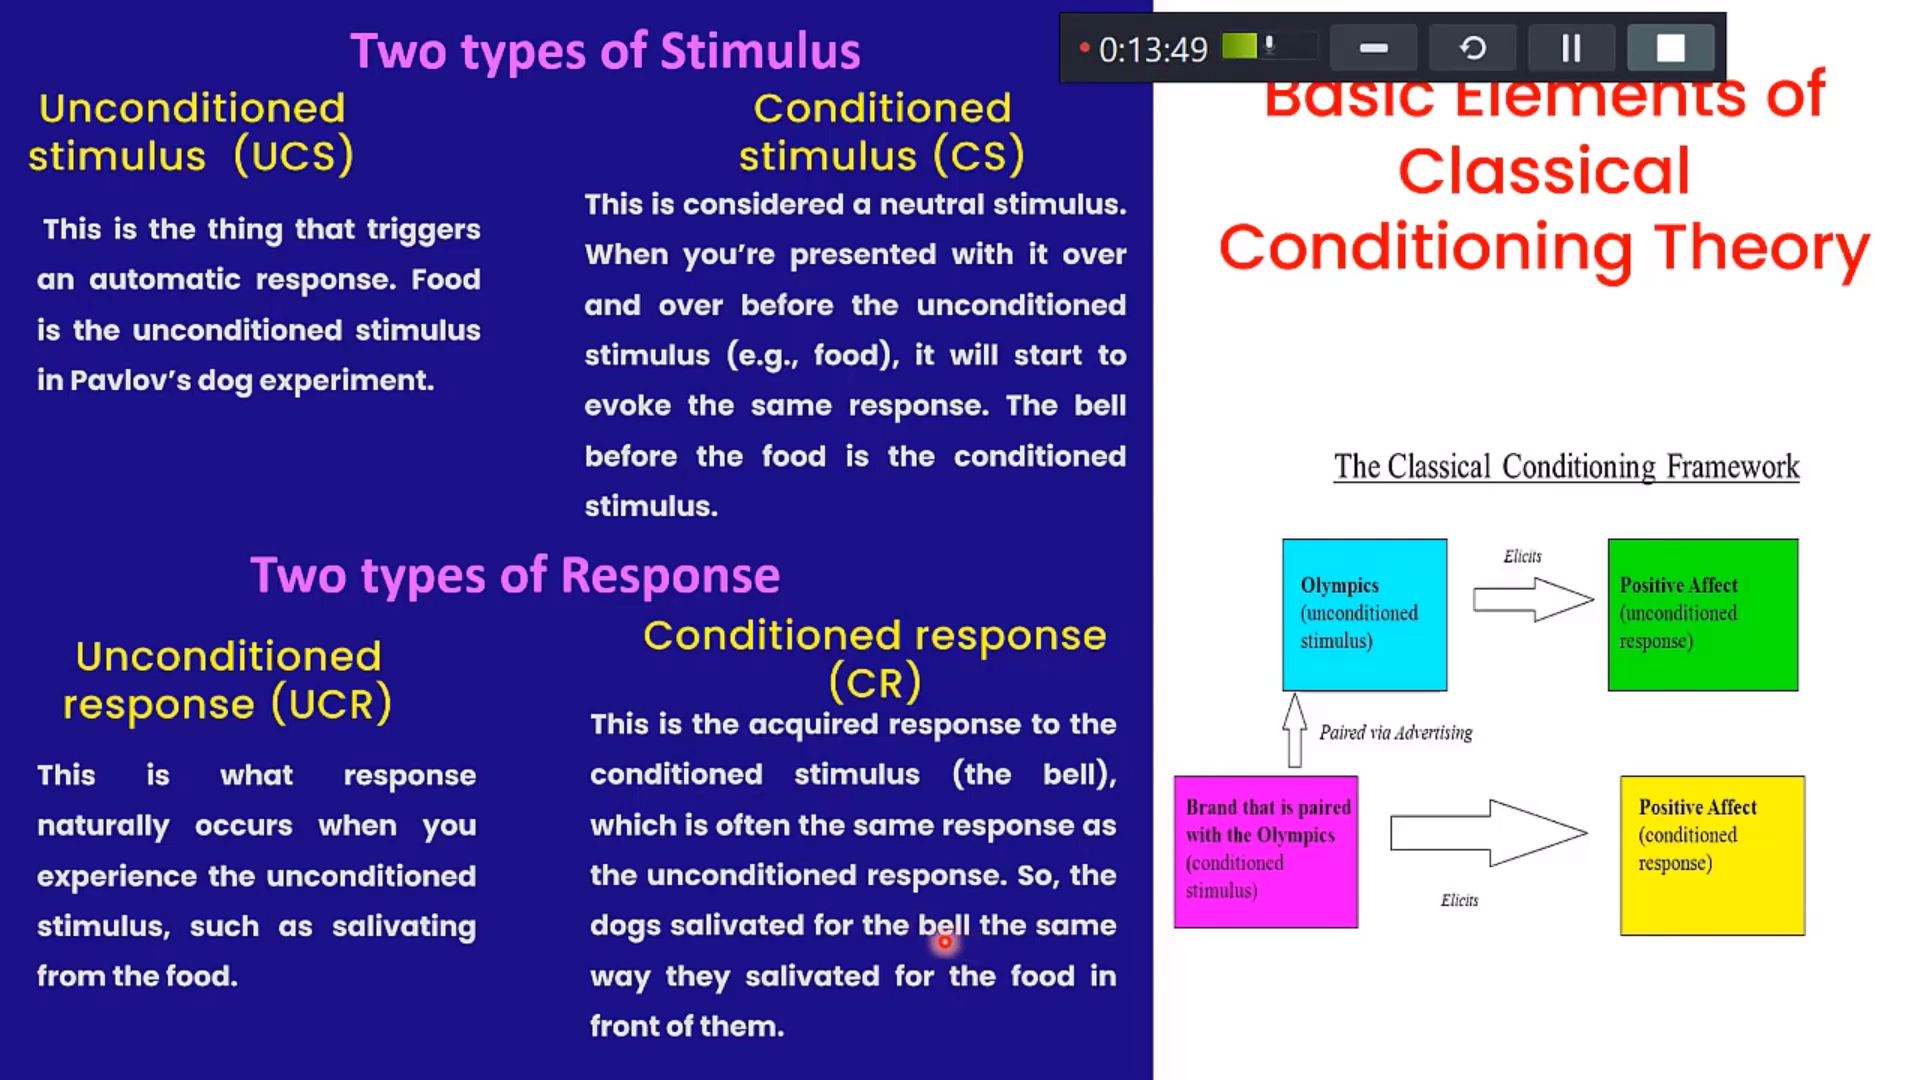 Two types of Stimulus
Unconditioned
stimulus (UCS)
This is the thing that triggers
an automatic response. Food
is the unconditioned stimulus
in Pavlov’s dog experiment.
Conditioned
stimulus (CS)
This is considered a neutral stimulus.
When you’re presented with it over
and over before the unconditioned
stimulus (e.g., food), it will start to
evoke the same response. The bell
before the food is the conditioned
stimulus.
Two types of Response
Unconditioned
response (UCR)
This is what response
naturally occurs when you
experience the unconditioned
stimulus, such as salivating
from the food.
Conditioned response
(CR)
This is the acquired response to the
conditioned stimulus (the bell),
which is often the same response as
the unconditioned response. So, the
dogs salivated for the bell the same
way they salivated for the food in
front of them.
0:13:49
Basic Elements of
Classical
Conditioning Theory
The Classical Conditioning Framework
Olympics
(unconditioned
stimulus)
Elicits
Positive Affect
(unconditioned
response)
Paired via Advertising
Brand that is paired
with the Olympics
(conditioned
stimulus)
Elicits
Positive Affect
(conditioned
response)